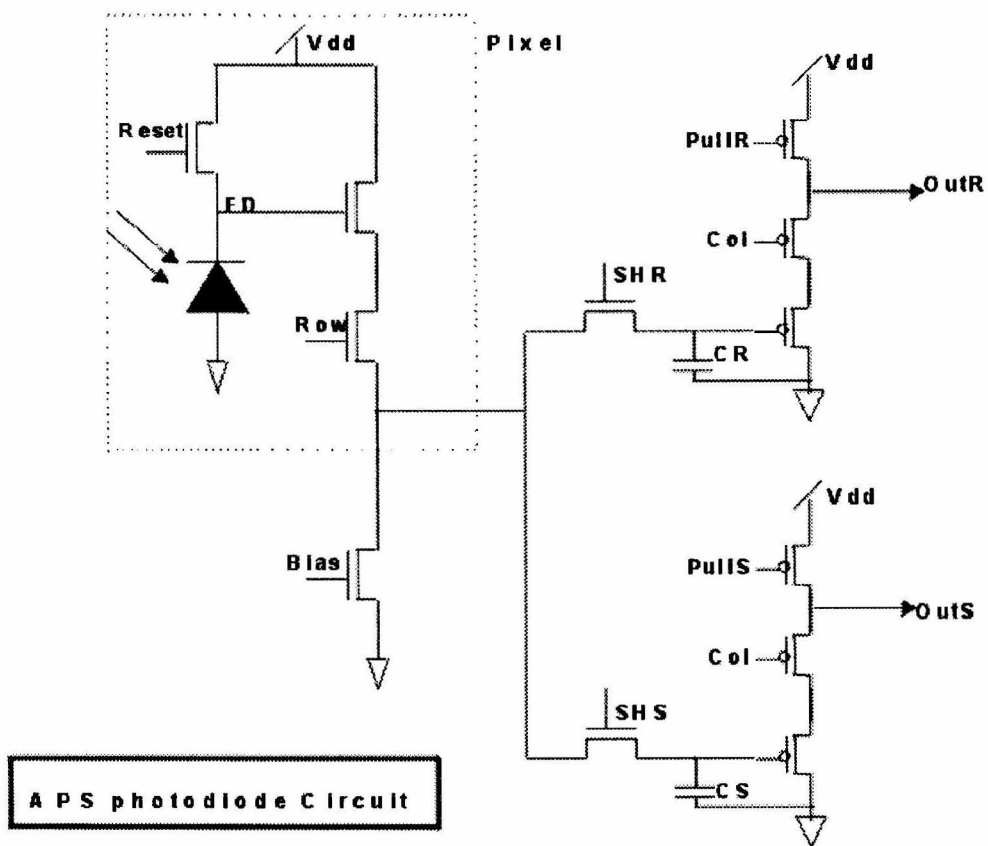 Vdd
Pixel
Reset
FD
Row
Bias
SHR
CR
Vdd
PullR
OutR
Col
Vdd
PullS
OutS
Col
SHS
CS
APS photodiode Circuit